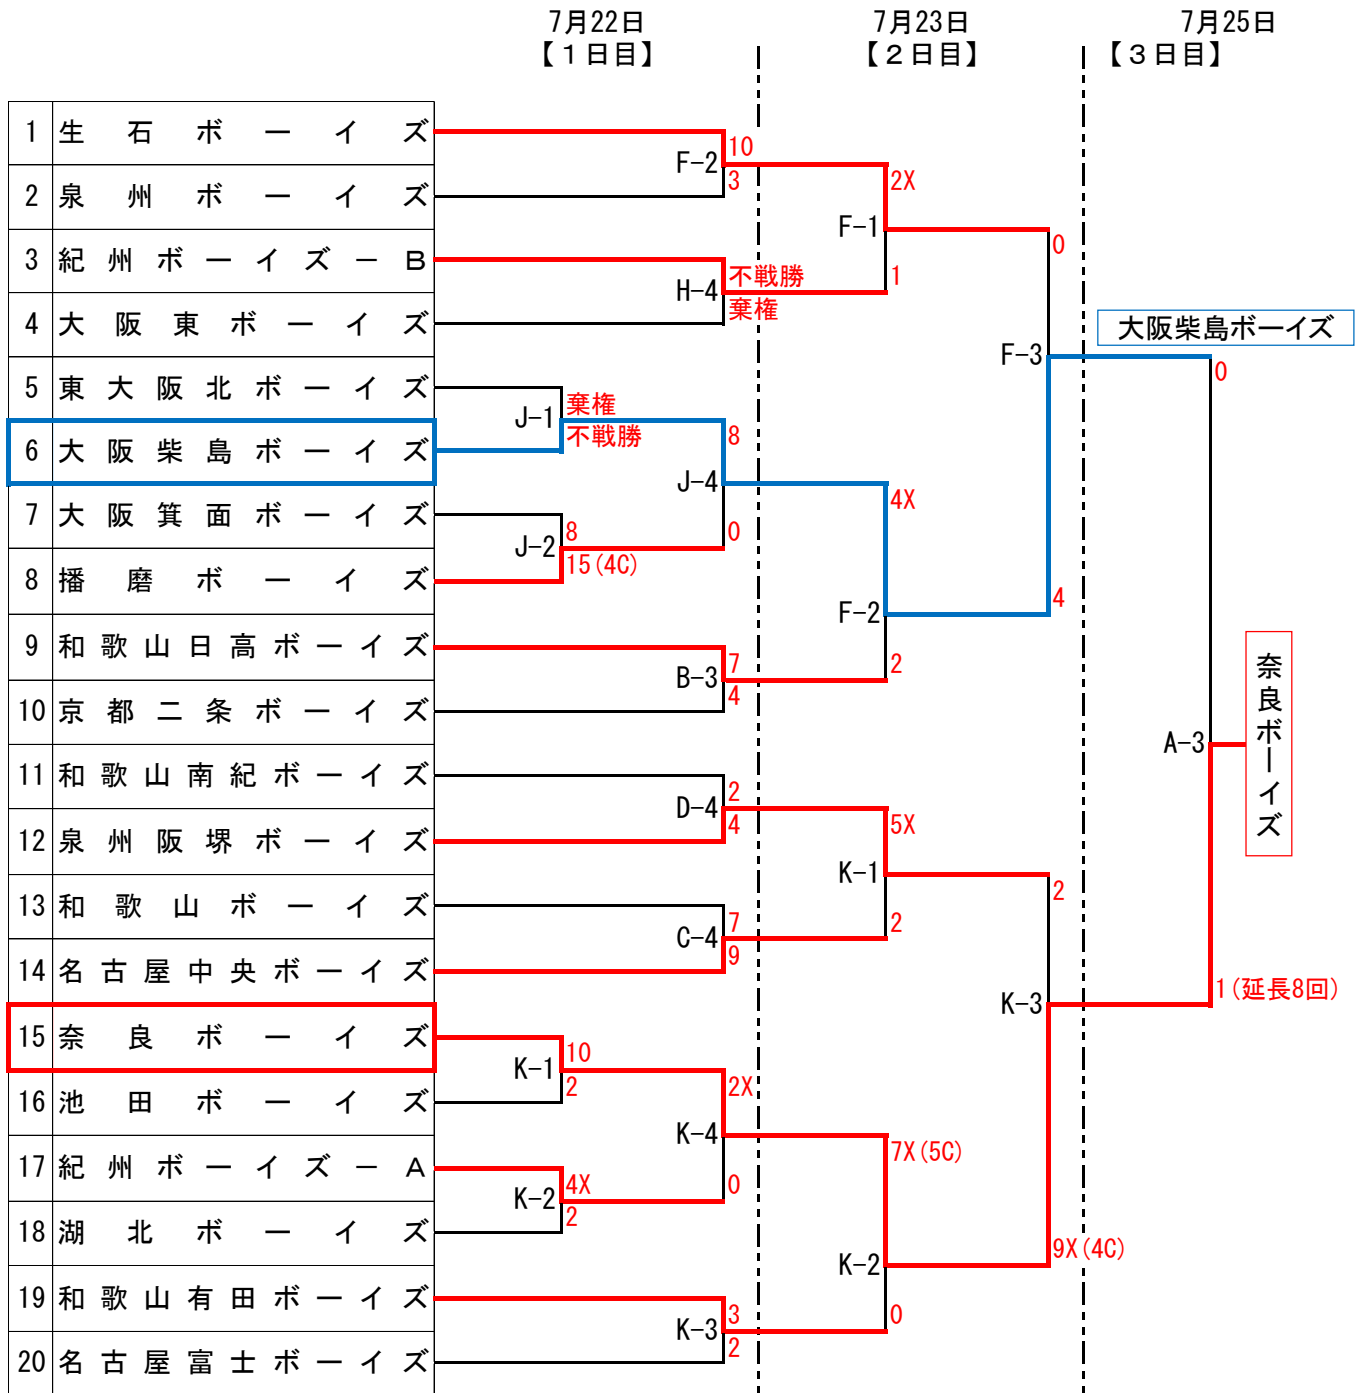 7月22日 7月23日 7月25日
【１日目】 【２日目】 【３日目】
1 生石ボーイズ
10
F-2
3
2 泉州ボーイズ
2X
F-1
1
3 紀州ボーイズ－Ｂ
不戦勝
H-4
棄権
4 大阪東ボーイズ
0
F-3
4
大阪柴島ボーイズ
0
5 東大阪北ボーイズ
棄権
J-1
不戦勝
6 大阪柴島ボーイズ
8
J-4
0
7 大阪箕面ボーイズ
8
J-2
15(4C)
8 播磨ボーイズ
4X
F-2
2
9 和歌山日高ボーイズ
7
B-3
4
10 京都二条ボーイズ
A-3
奈良ボーイズ
1(延長8回)
11 和歌山南紀ボーイズ
2
D-4
4
12 泉州阪堺ボーイズ
5X
K-1
2
13 和歌山ボーイズ
7
C-4
9
14 名古屋中央ボーイズ
2
K-3
9X(4C)
15 奈良ボーイズ
10
K-1
2
16 池田ボーイズ
2X
K-4
0
17 紀州ボーイズ－Ａ
4X
K-2
2
18 湖北ボーイズ
7X(5C)
K-2
0
19 和歌山有田ボーイズ
3
K-3
2
20 名古屋富士ボーイズ